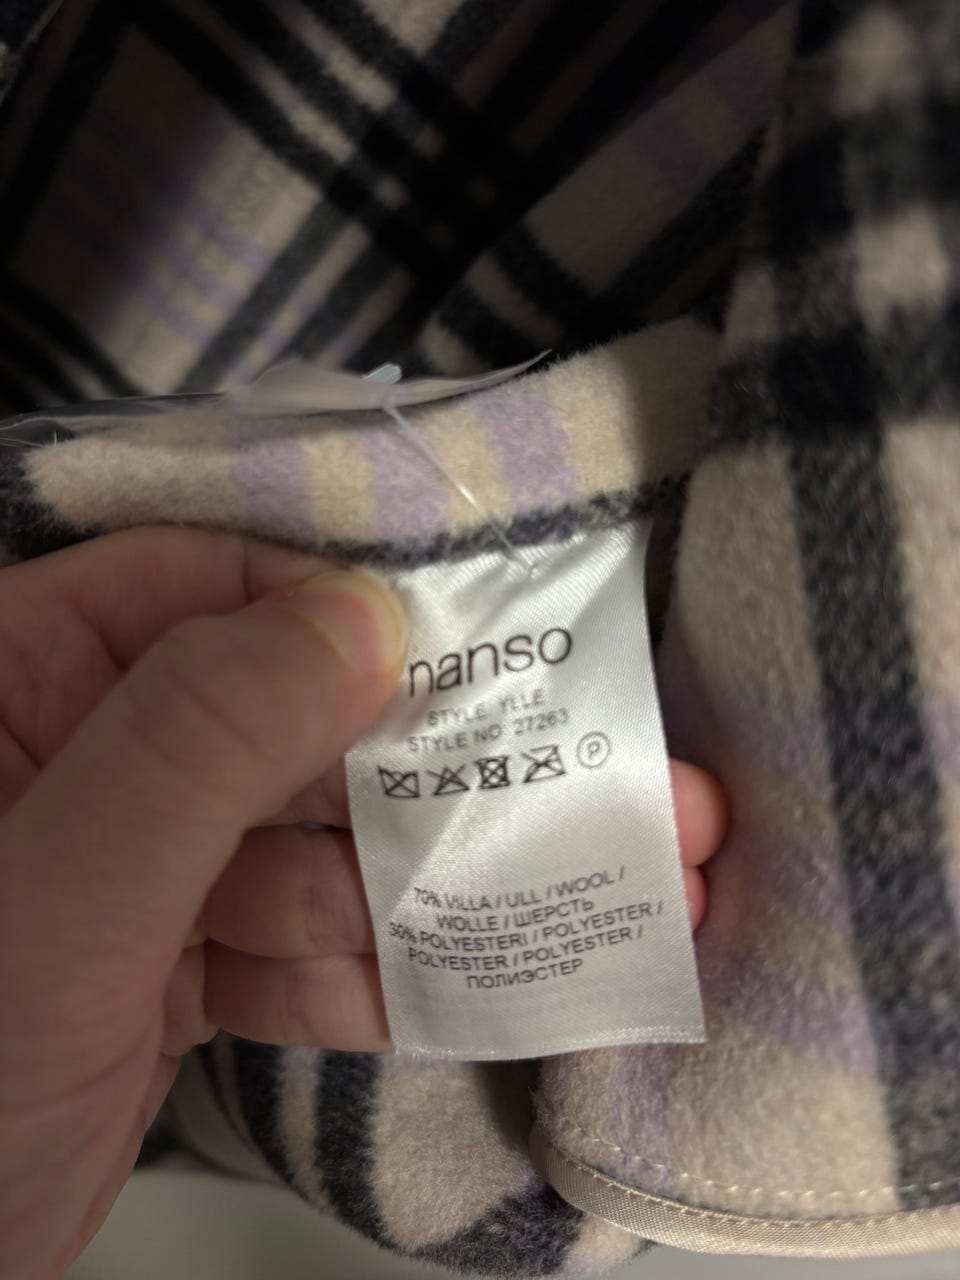 nanso
STYLE YLLE
STYLE NO 27263
P
70% VILLA / ULL / WOOL /
WOLLE / ШЕРСТЬ
30% POLYESTERI / POLYESTER /
POLYESTER / POLYESTER /
ПОЛИЭСТЕР